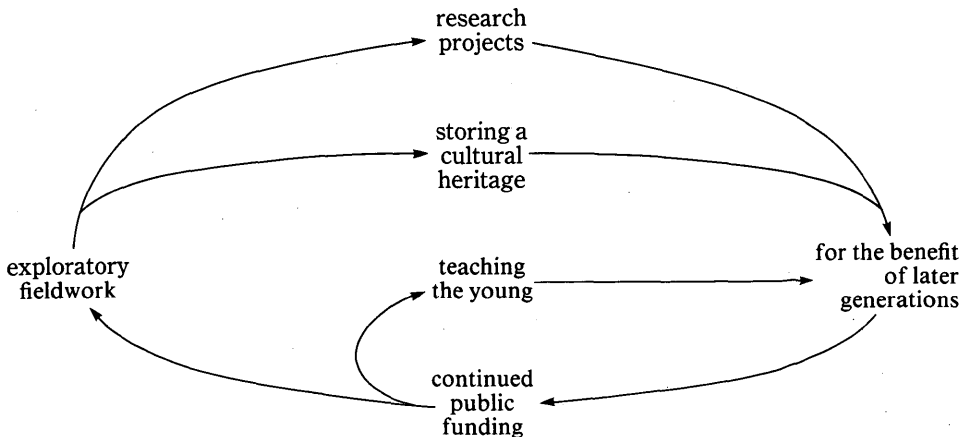 research
projects
storing a
cultural
heritage
exploratory
fieldwork
teaching
the young
for the benefit
of later
generations
continued
public
funding